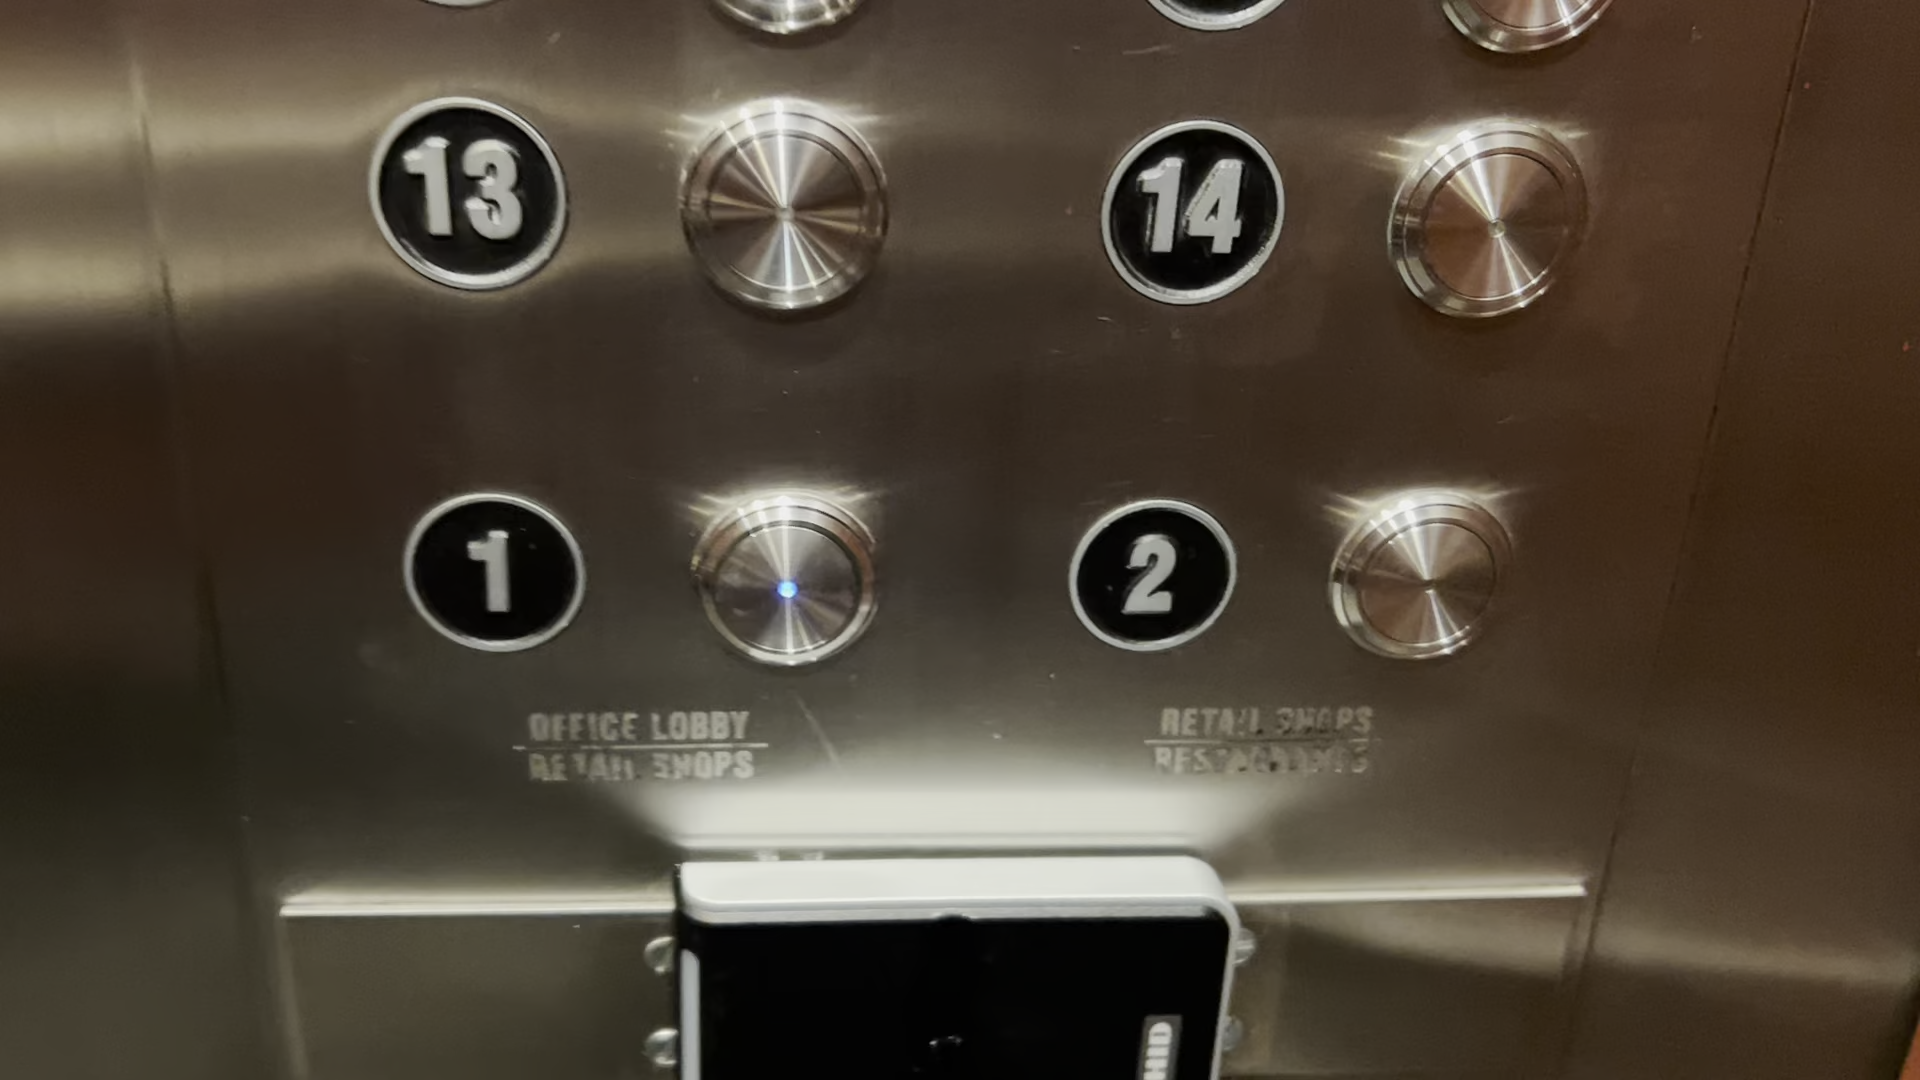 13
14
1
2
OFFICE LOBBY
RETAIL SHOPS
RETAIL SHOPS
HID